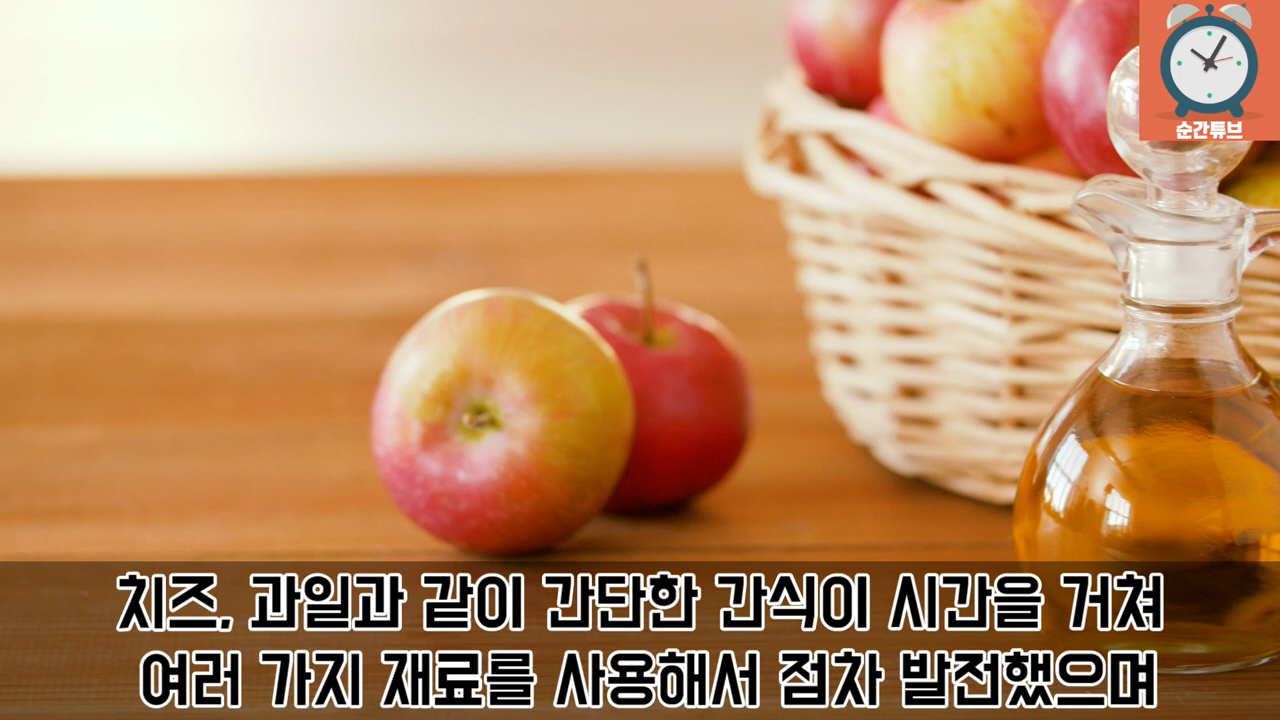 순간튜브
치즈, 과일과 같이 간단한 간식이 시간을 거쳐
여러 가지 재료를 사용해서 점차 발전했으며